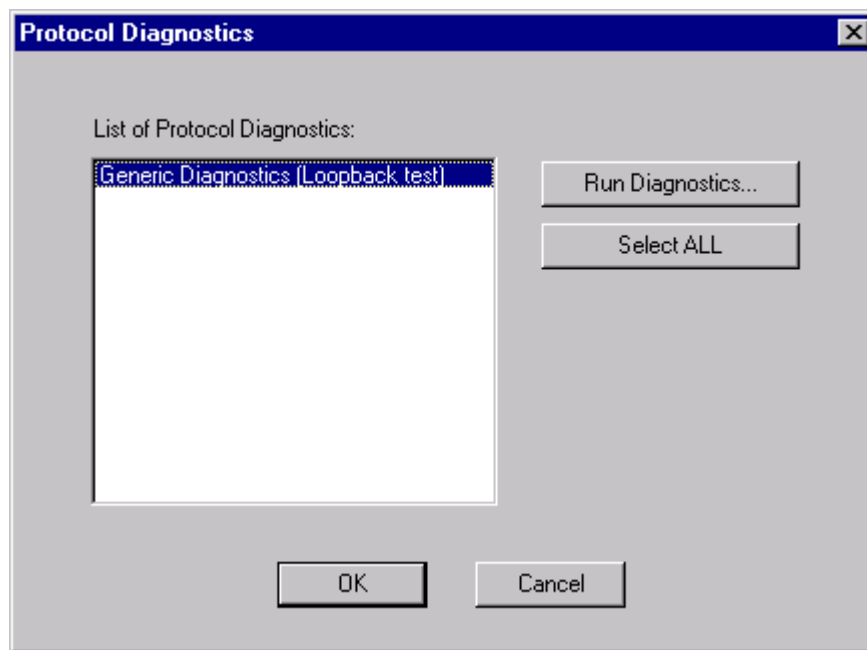 Protocol Diagnostics
List of Protocol Diagnostics:
Generic Diagnostics (Loopback test)
Run Diagnostics...
Select ALL
OK
Cancel